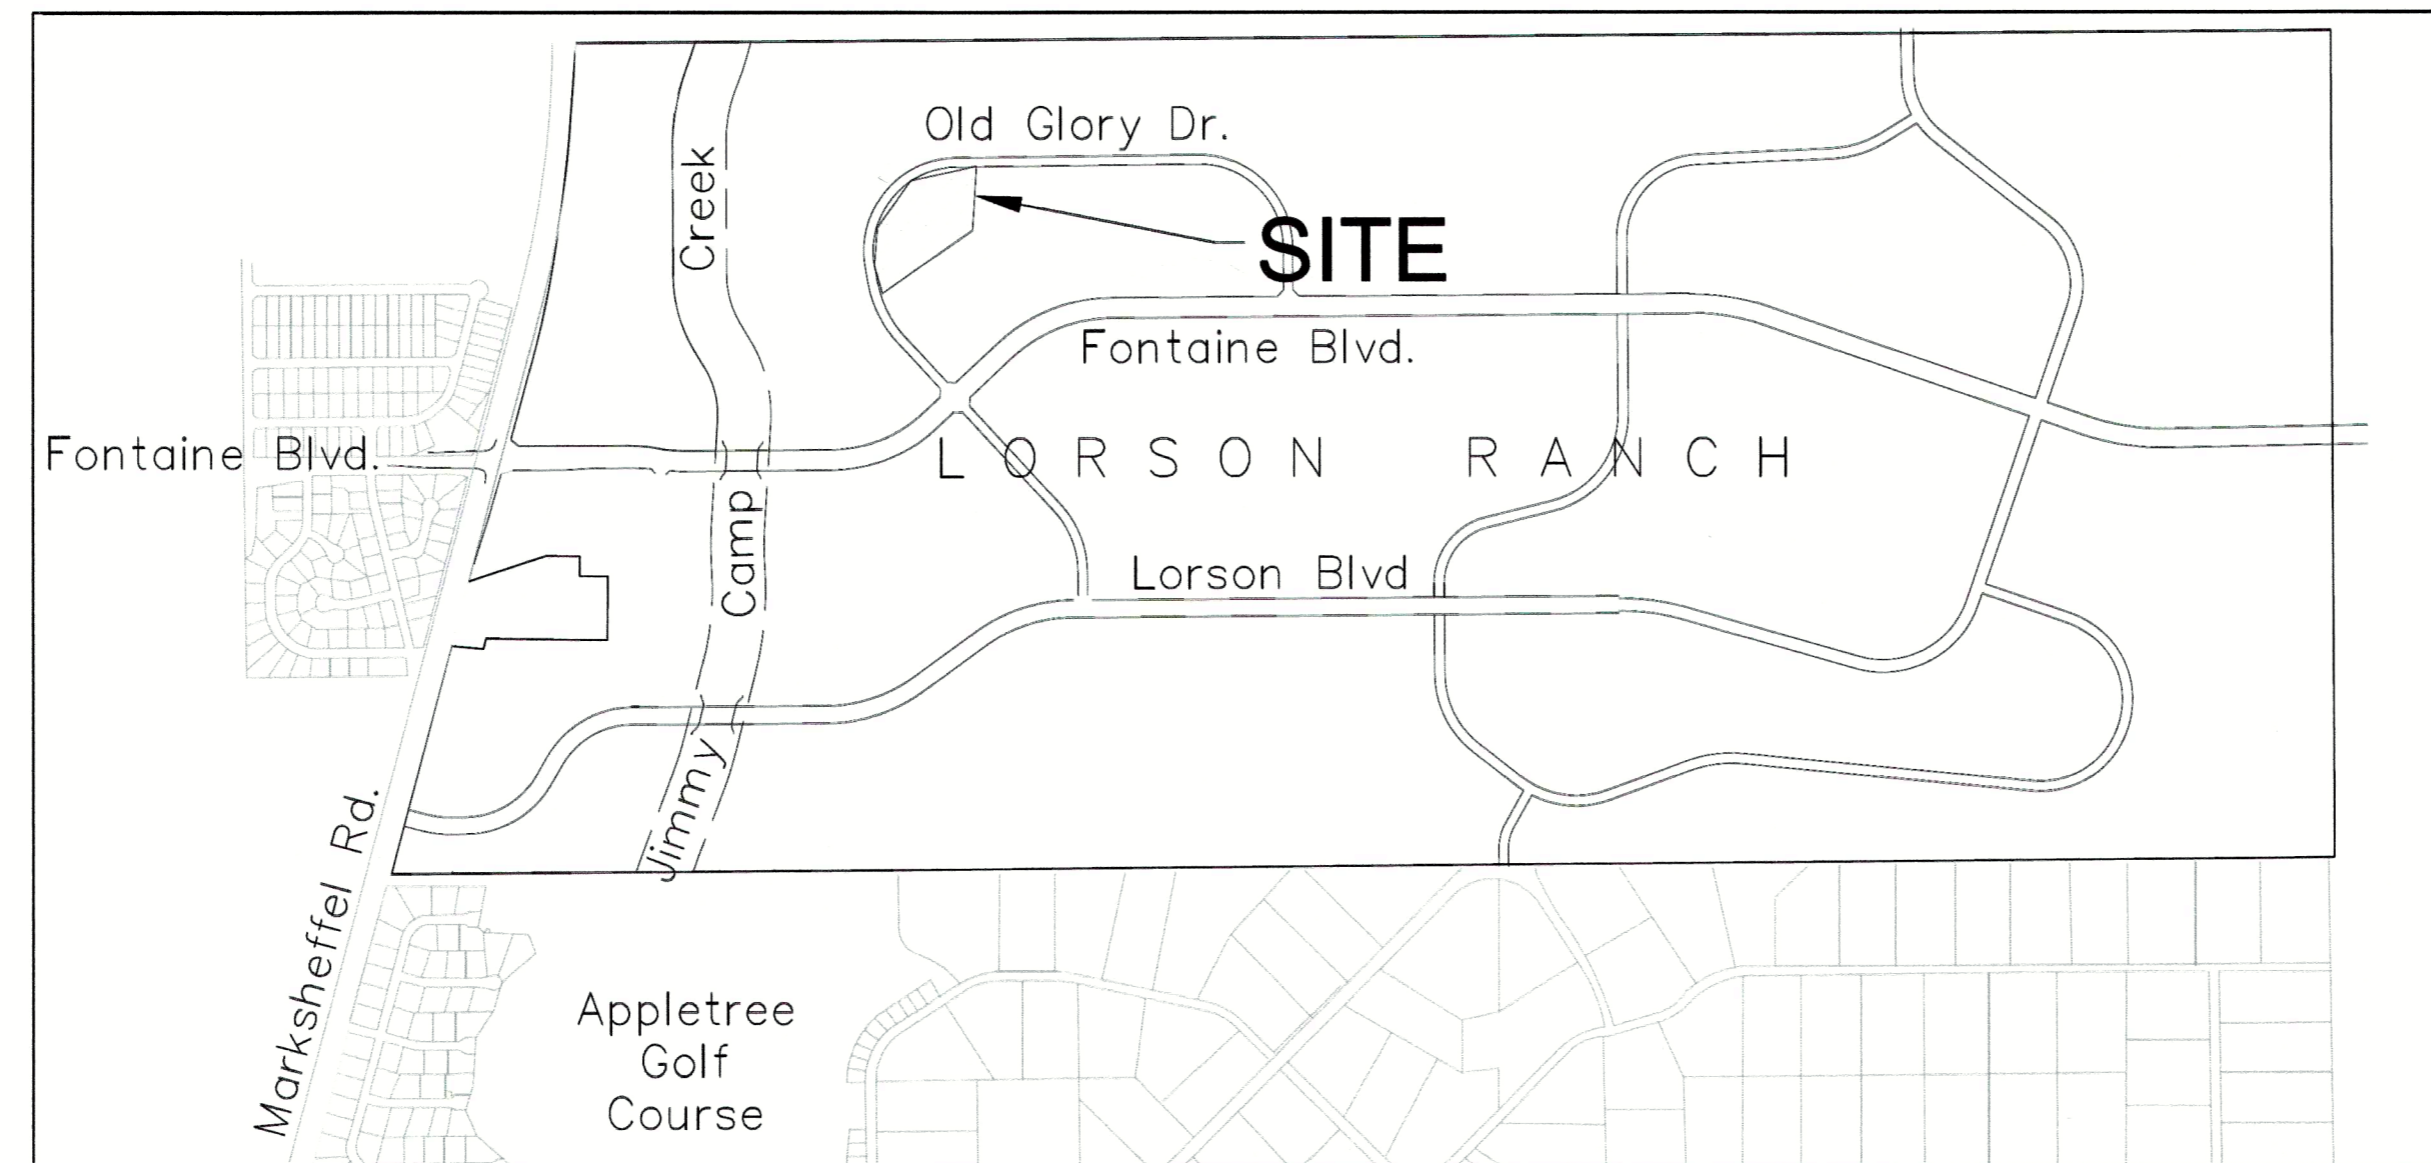 Old Glory Dr.
Creek
SITE
Fontaine Blvd.
Fontaine Blvd.
LORSON RANCH
Camp
Lorson Blvd
Jimmy
Marksheffel Rd.
Appletree
Golf
Course